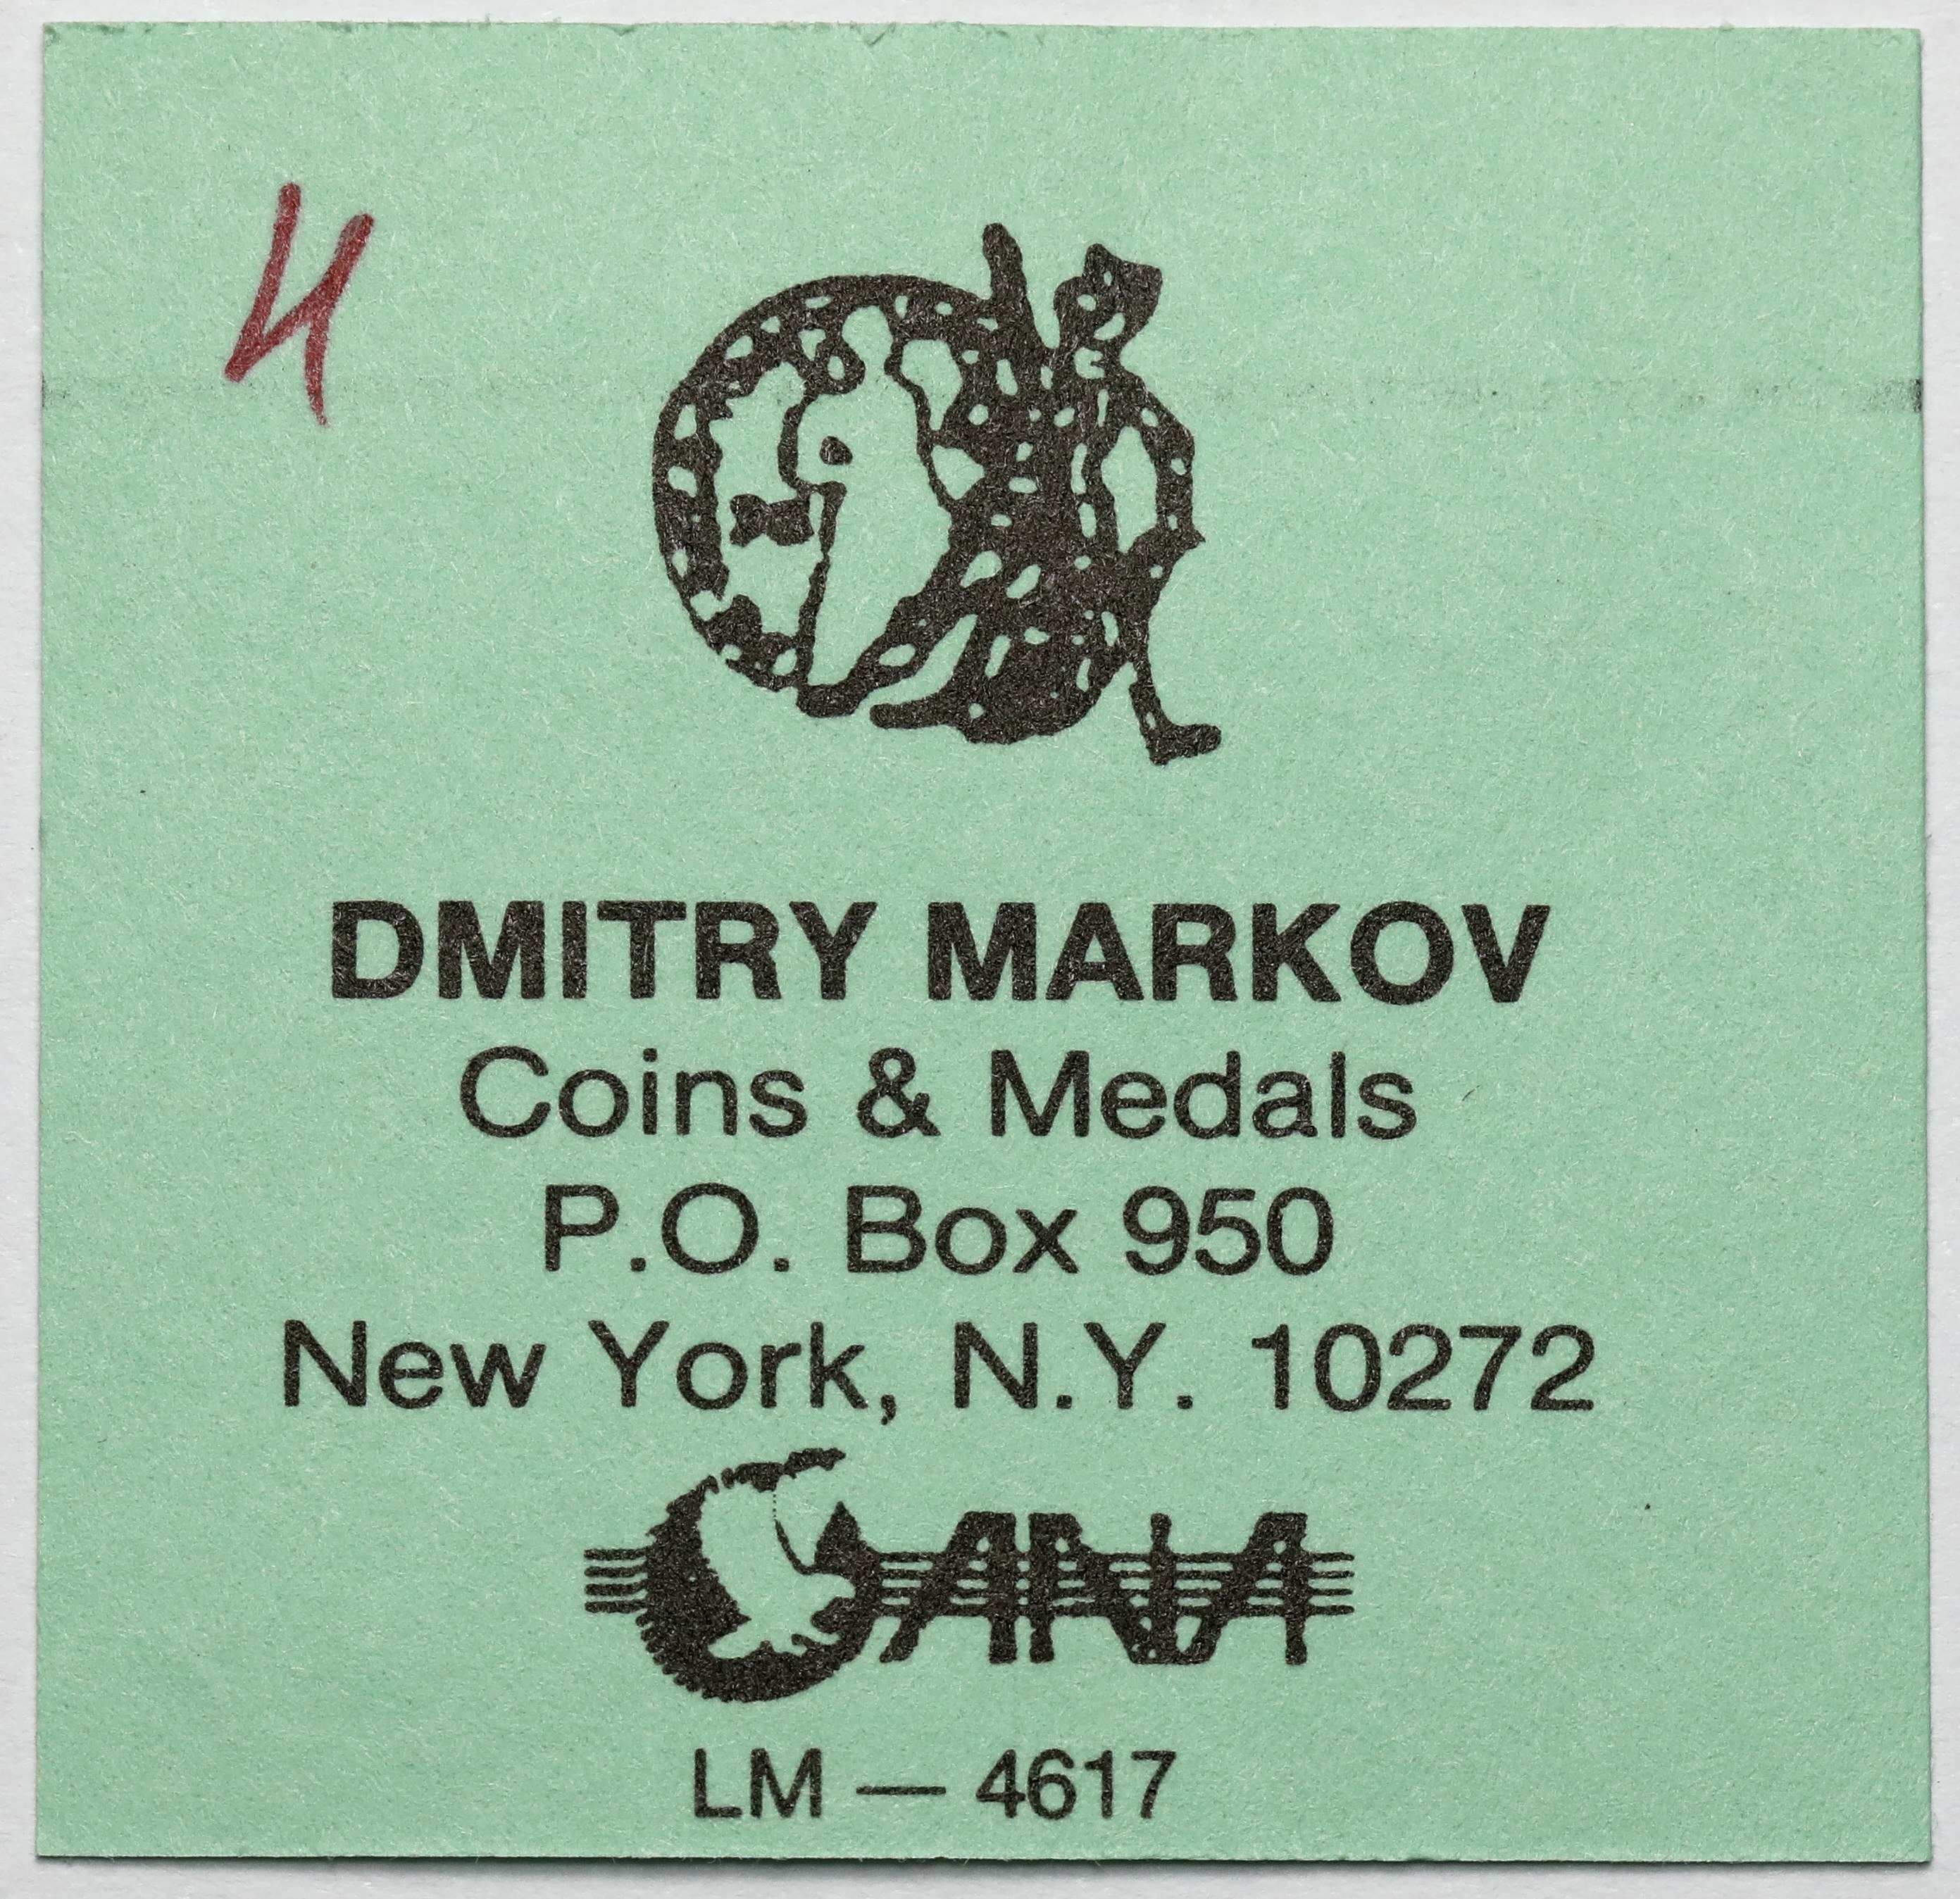 DMITRY MARKOV
Coins & Medals
P.O. Box 950
New York, N.Y. 10272
ANA
LM — 4617